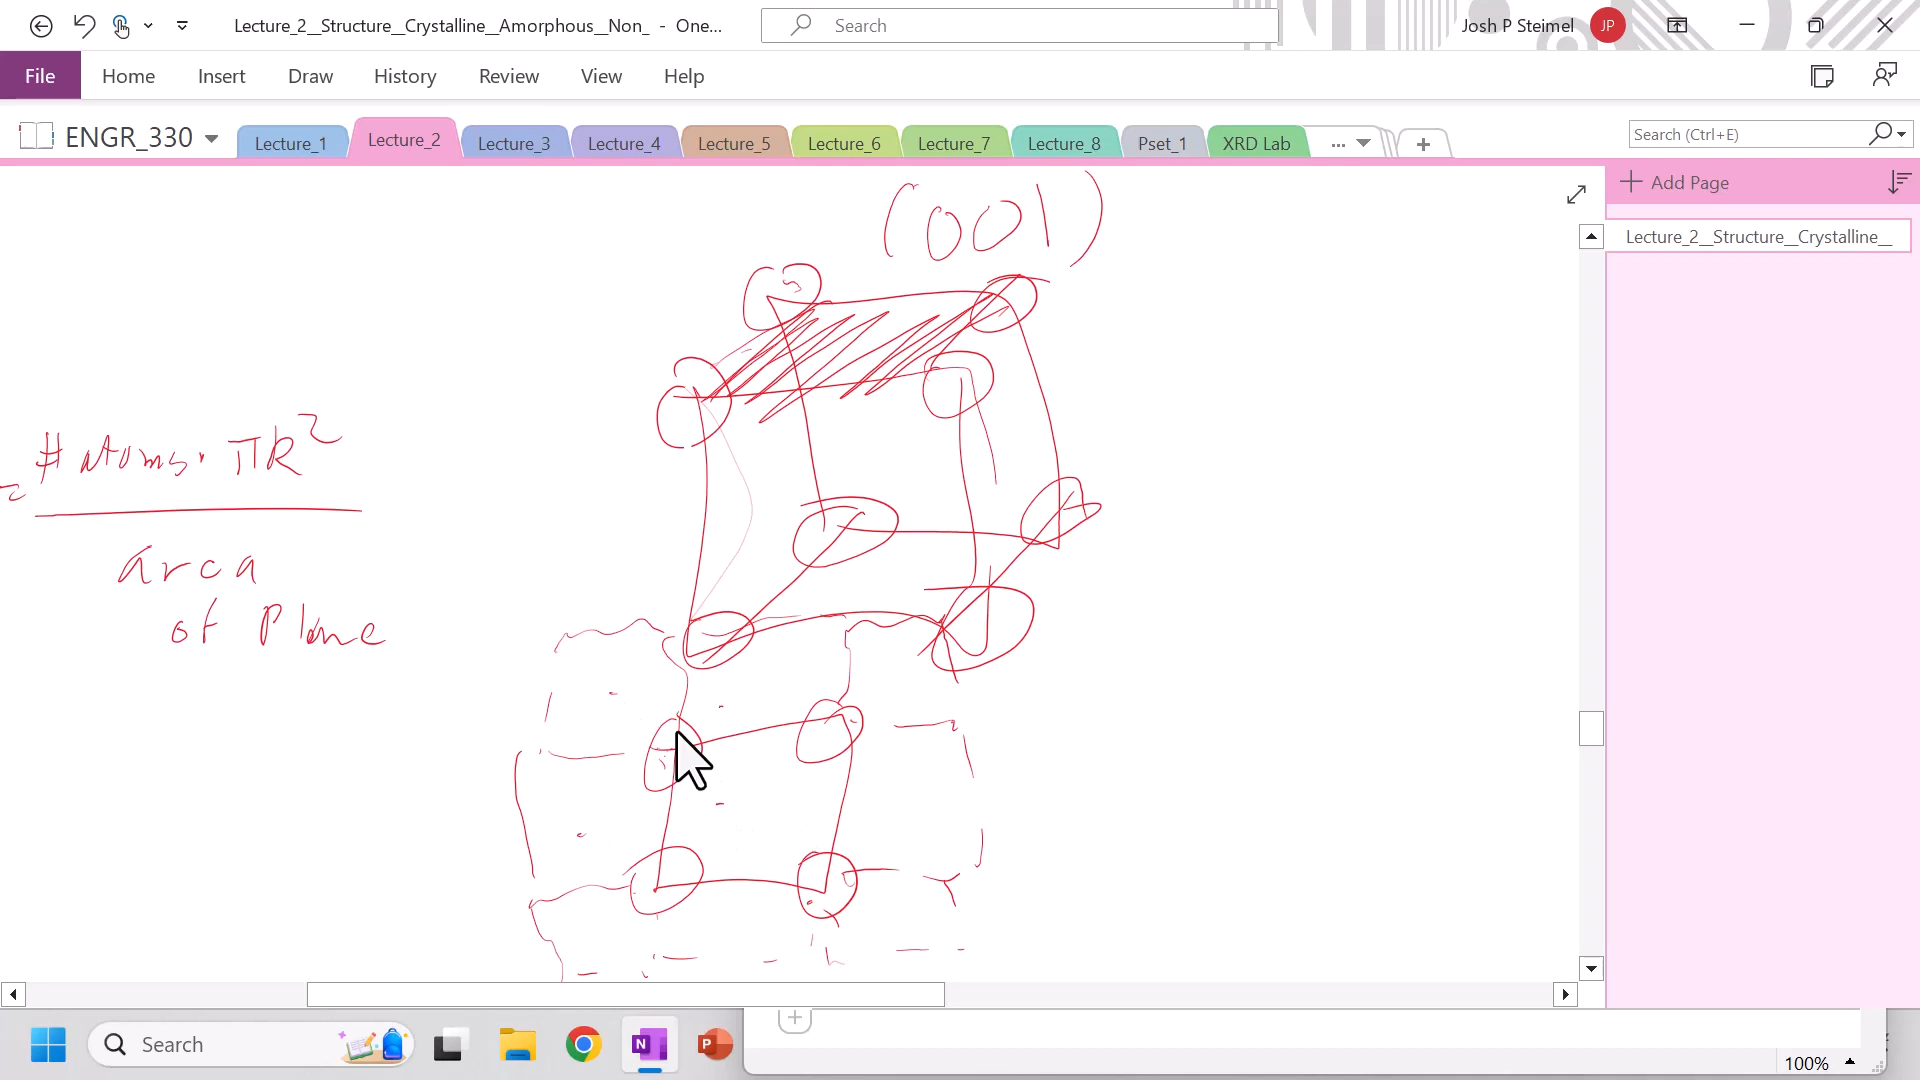 Lecture_2__Structure__Crystalline__Amorphous__Non_ - One...
Search
Josh P Steimel
JP
File
Home
Insert
Draw
History
Review
View
Help
ENGR_330
Lecture_1
Lecture_2
Lecture_3
Lecture_4
Lecture_5
Lecture_6
Lecture_7
Lecture_8
Pset_1
XRD Lab
...
Search (Ctrl+E)
Add Page
Lecture_2__Structure__Crystalline__
(001)
# atoms · πR²
area
of Plane
Search
N
P
100%